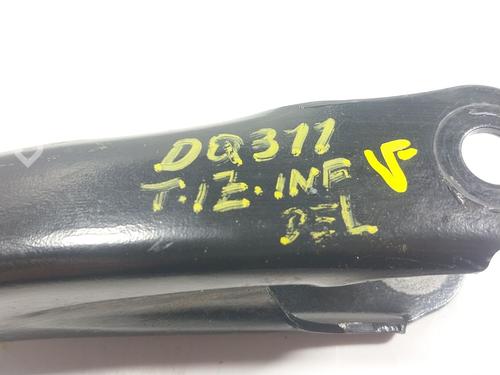 DQ311
T.IZ.INF
DEL
V